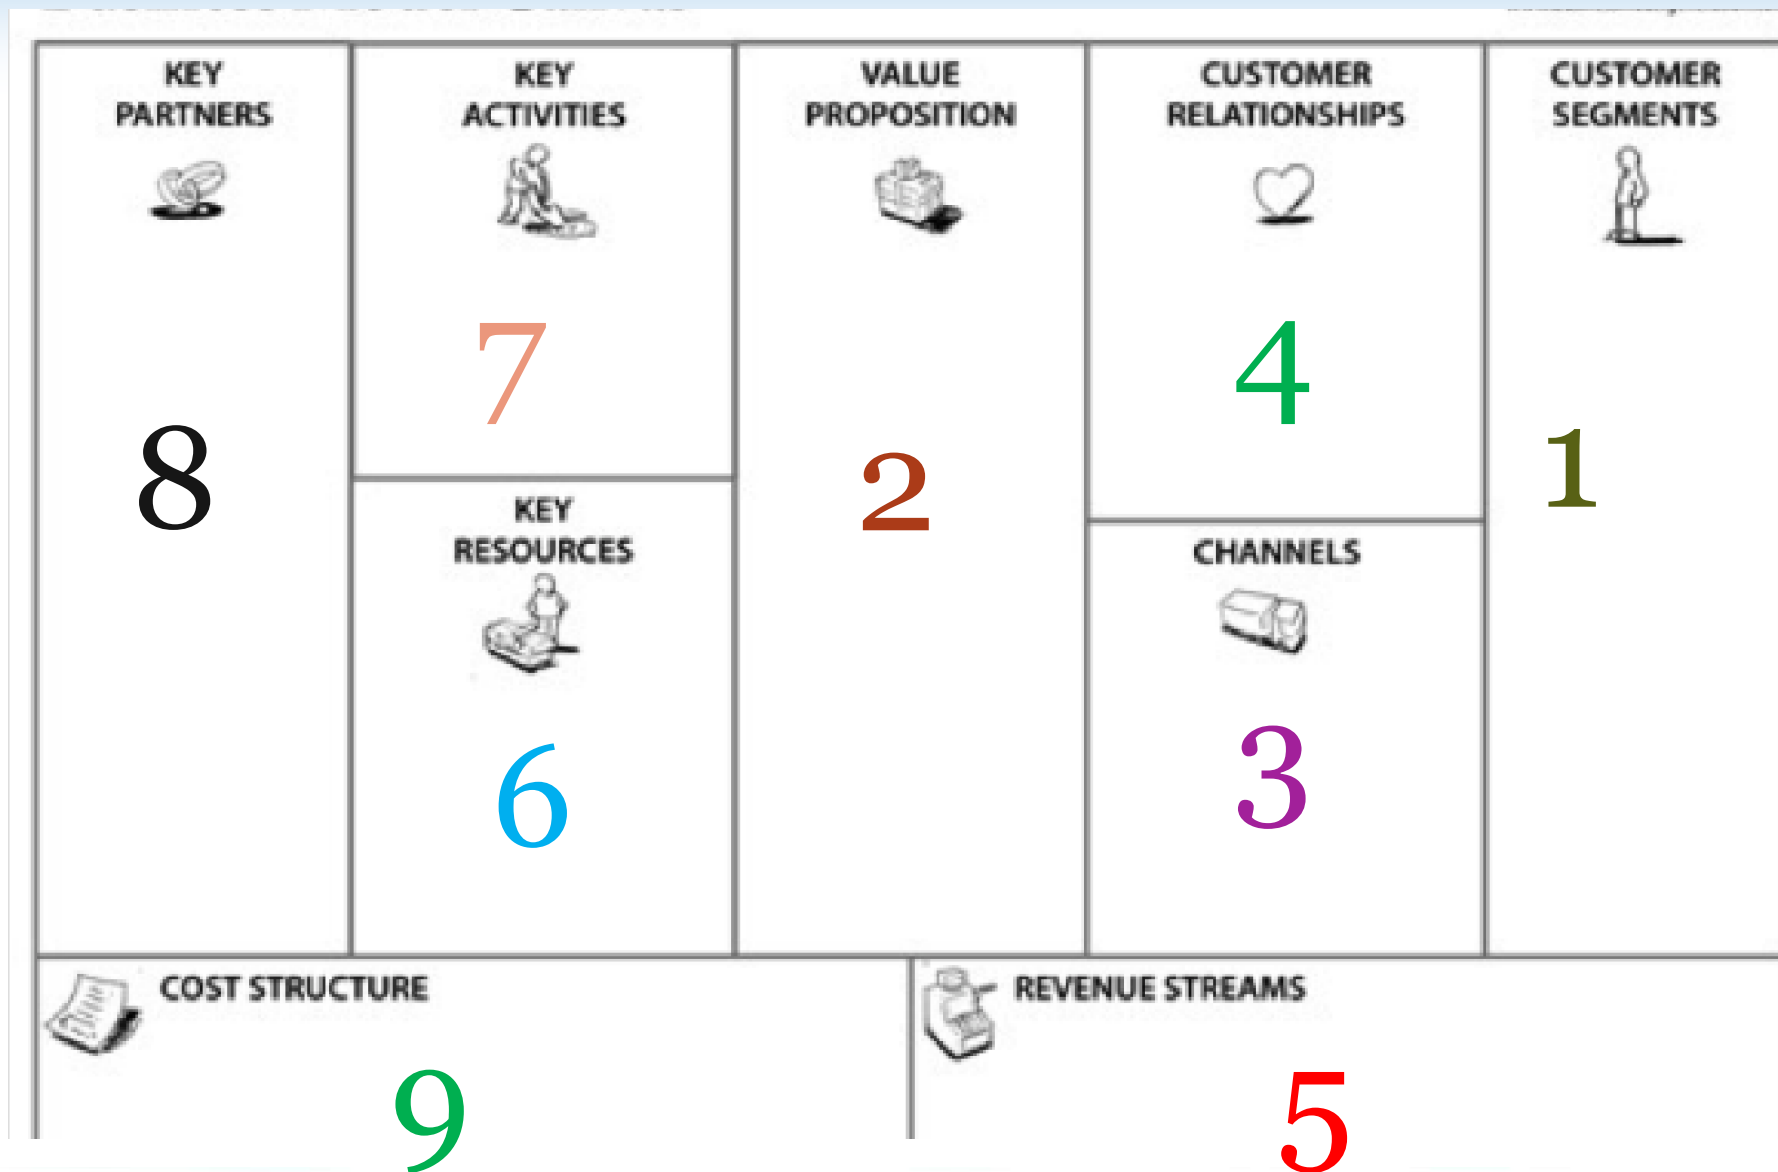 KEY
PARTNERS
8
KEY
ACTIVITIES
7
KEY
RESOURCES
6
VALUE
PROPOSITION
2
CUSTOMER
RELATIONSHIPS
4
CHANNELS
3
CUSTOMER
SEGMENTS
1
COST STRUCTURE
9
REVENUE STREAMS
5